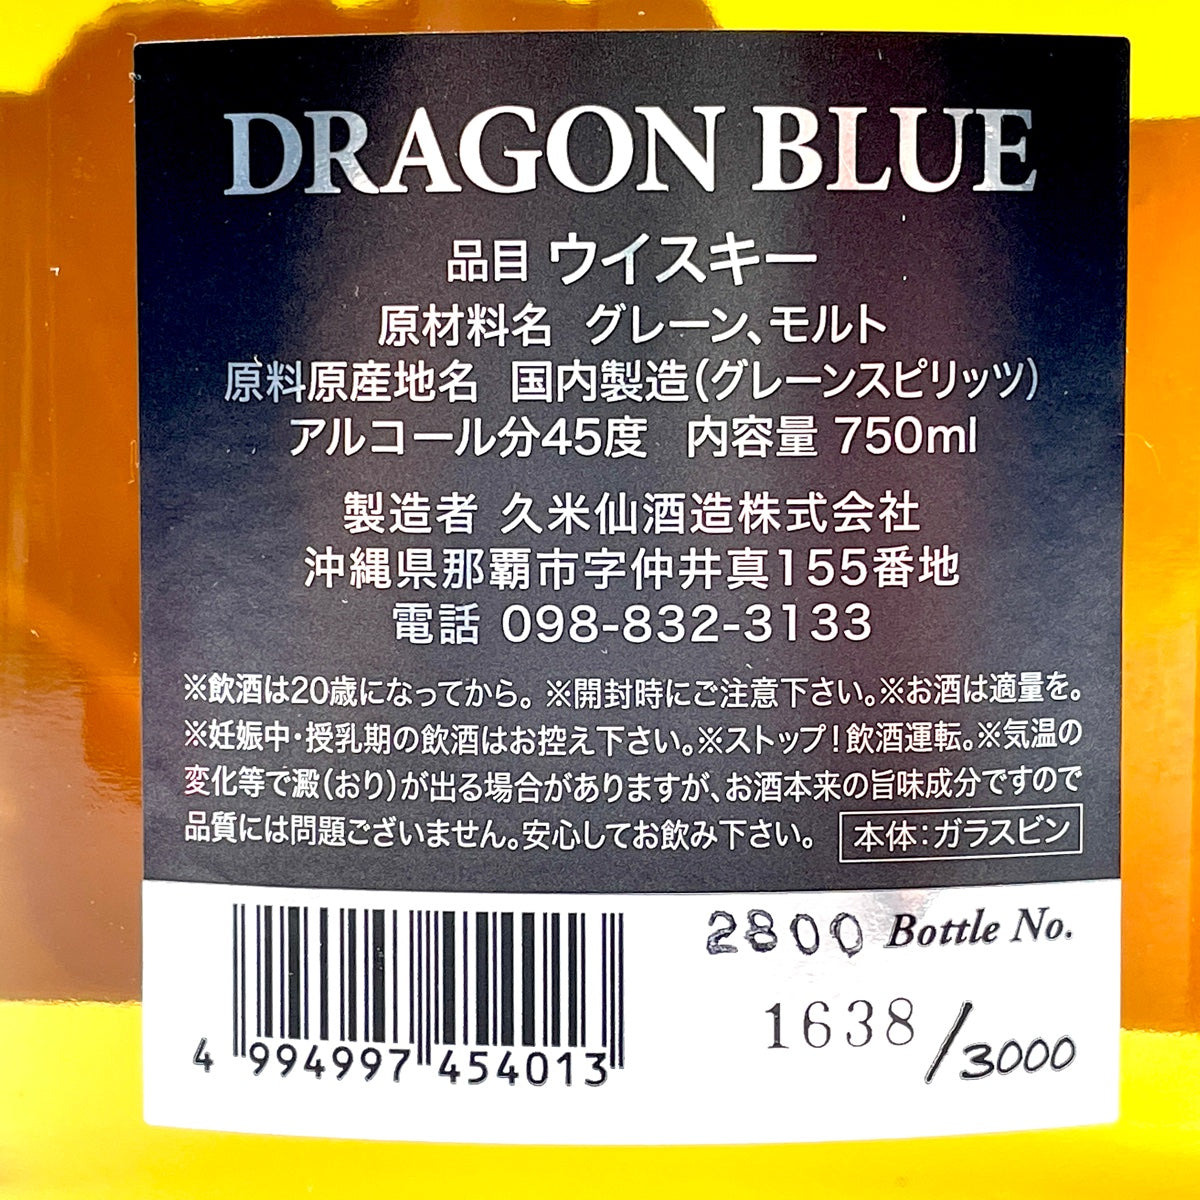 DRAGON BLUE
品目 ウイスキー
原材料名 グレーン、モルト
原料原産地名 国内製造(グレーンスピリッツ)
アルコール分45度 内容量 750ml
製造者 久米仙酒造株式会社
沖縄県那覇市字仲井真155番地
電話 098-832-3133
※飲酒は20歳になってから。※開封時にご注意下さい。※お酒は適量を。
※妊娠中・授乳期の飲酒はお控え下さい。※ストップ!飲酒運転。※気温の
変化等で澱(おり)が出る場合がありますが、お酒本来の旨味成分ですので
品質には問題ございません。安心してお飲み下さい。 本体:ガラスビン
2800 Bottle No.
1638/3000
4 994997 454013